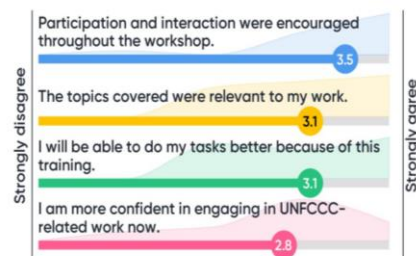 Strongly disagree
Participation and interaction were encouraged
throughout the workshop.
3.5
The topics covered were relevant to my work.
3.1
I will be able to do my tasks better because of this
training.
3.1
I am more confident in engaging in UNFCCC-
related work now.
2.8
Strongly agree